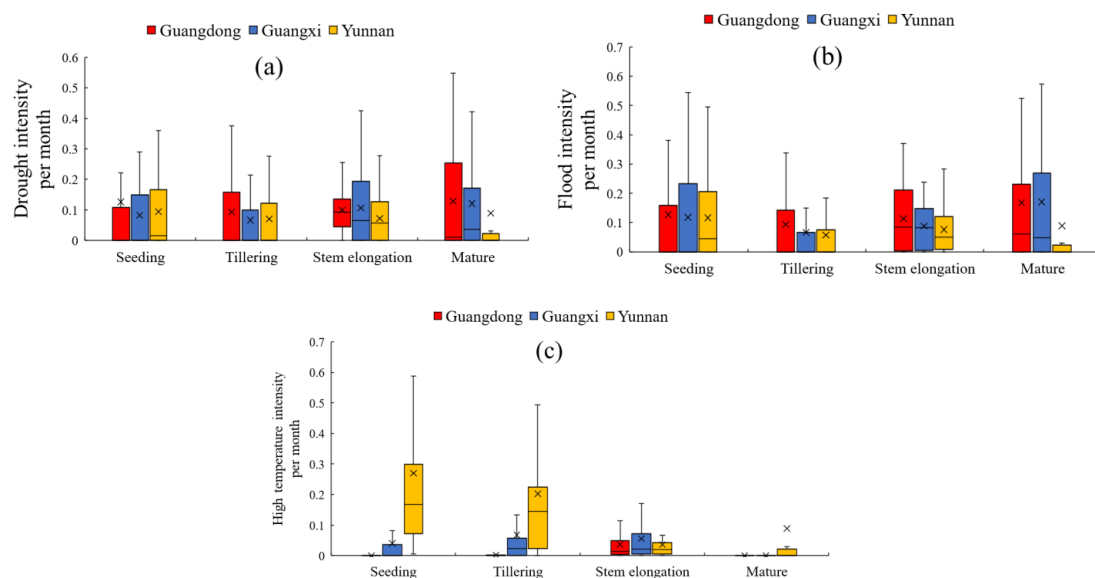 Guangdong Guangxi Yunnan
(a)
Drought intensity
per month
0.6
0.5
0.4
0.3
0.2
0.1
0
Seeding Tillering Stem elongation Mature
Guangdong Guangxi Yunnan
(b)
Flood intensity
per month
0.7
0.6
0.5
0.4
0.3
0.2
0.1
0
Seeding Tillering Stem elongation Mature
Guangdong Guangxi Yunnan
(c)
High temperature intensity
per month
0.7
0.6
0.5
0.4
0.3
0.2
0.1
0
Seeding Tillering Stem elongation Mature